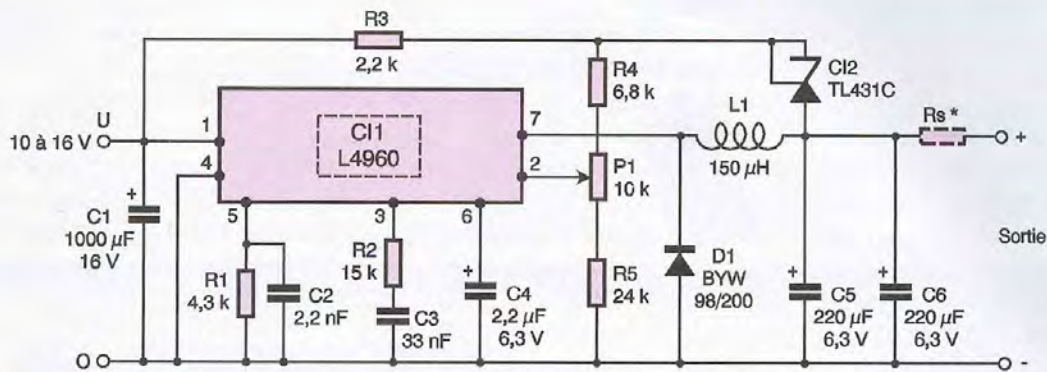 R3
2,2 k
R4
6,8 k
CI2
TL431C
L1
150 µH
Rs *
+
U
10 à 16 V
1
4
CI1
L4960
7
2
P1
10 k
5
3
6
+
C1
1000 µF
16 V
R1
4,3 k
C2
2,2 nF
R2
15 k
C3
33 nF
+
C4
2,2 µF
6,3 V
R5
24 k
D1
BYW
98/200
+
C5
220 µF
6,3 V
+
C6
220 µF
6,3 V
Sortie
O
-